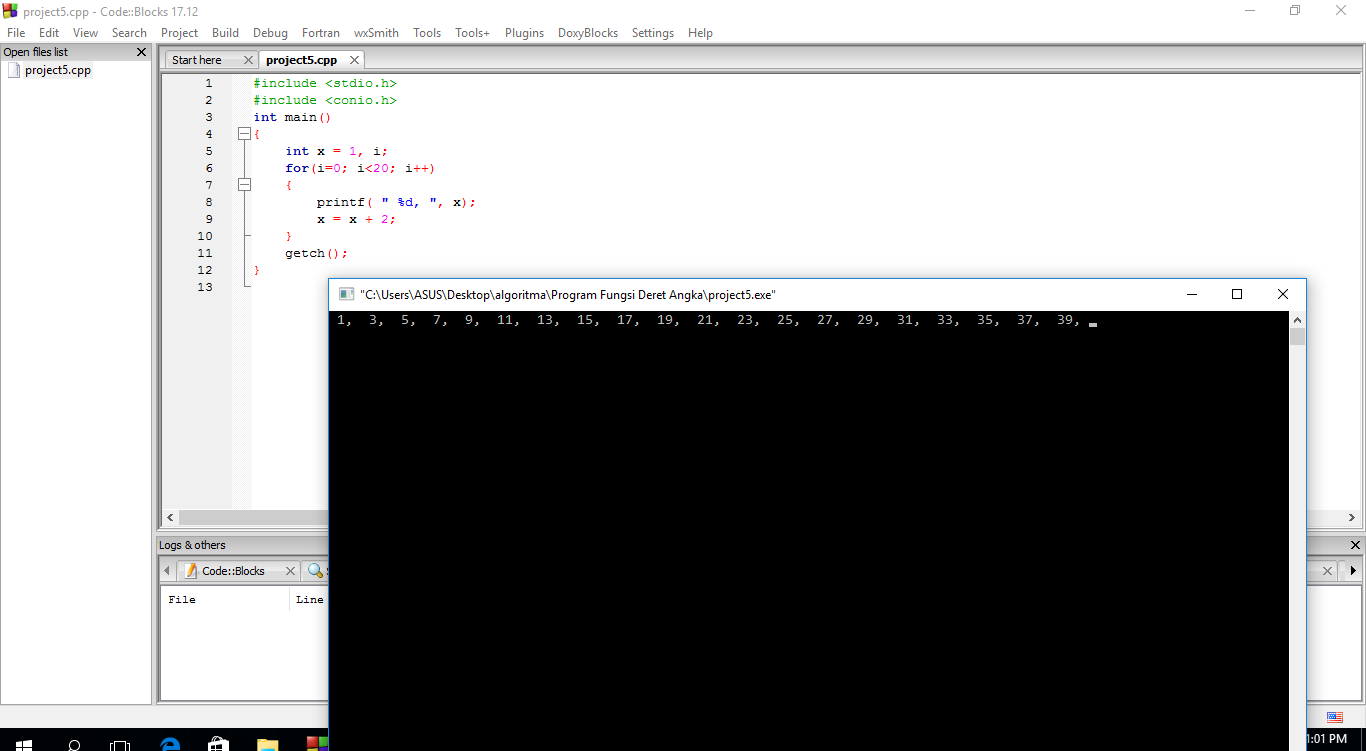 project5.cpp - Code::Blocks 17.12
File Edit View Search Project Build Debug Fortran wxSmith Tools Tools+ Plugins DoxyBlocks Settings Help
Open files list
project5.cpp
Start here project5.cpp
1 #include <stdio.h>
2 #include <conio.h>
3 int main()
4 {
5 int x = 1, i;
6 for(i=0; i<20; i++)
7 {
8 printf( " %d, ", x);
9 x = x + 2;
10 }
11 getch();
12 }
13
"C:\Users\ASUS\Desktop\algoritma\Program Fungsi Deret Angka\project5.exe"
1, 3, 5, 7, 9, 11, 13, 15, 17, 19, 21, 23, 25, 27, 29, 31, 33, 35, 37, 39,
Logs & others
Code::Blocks
File Line
:01 PM